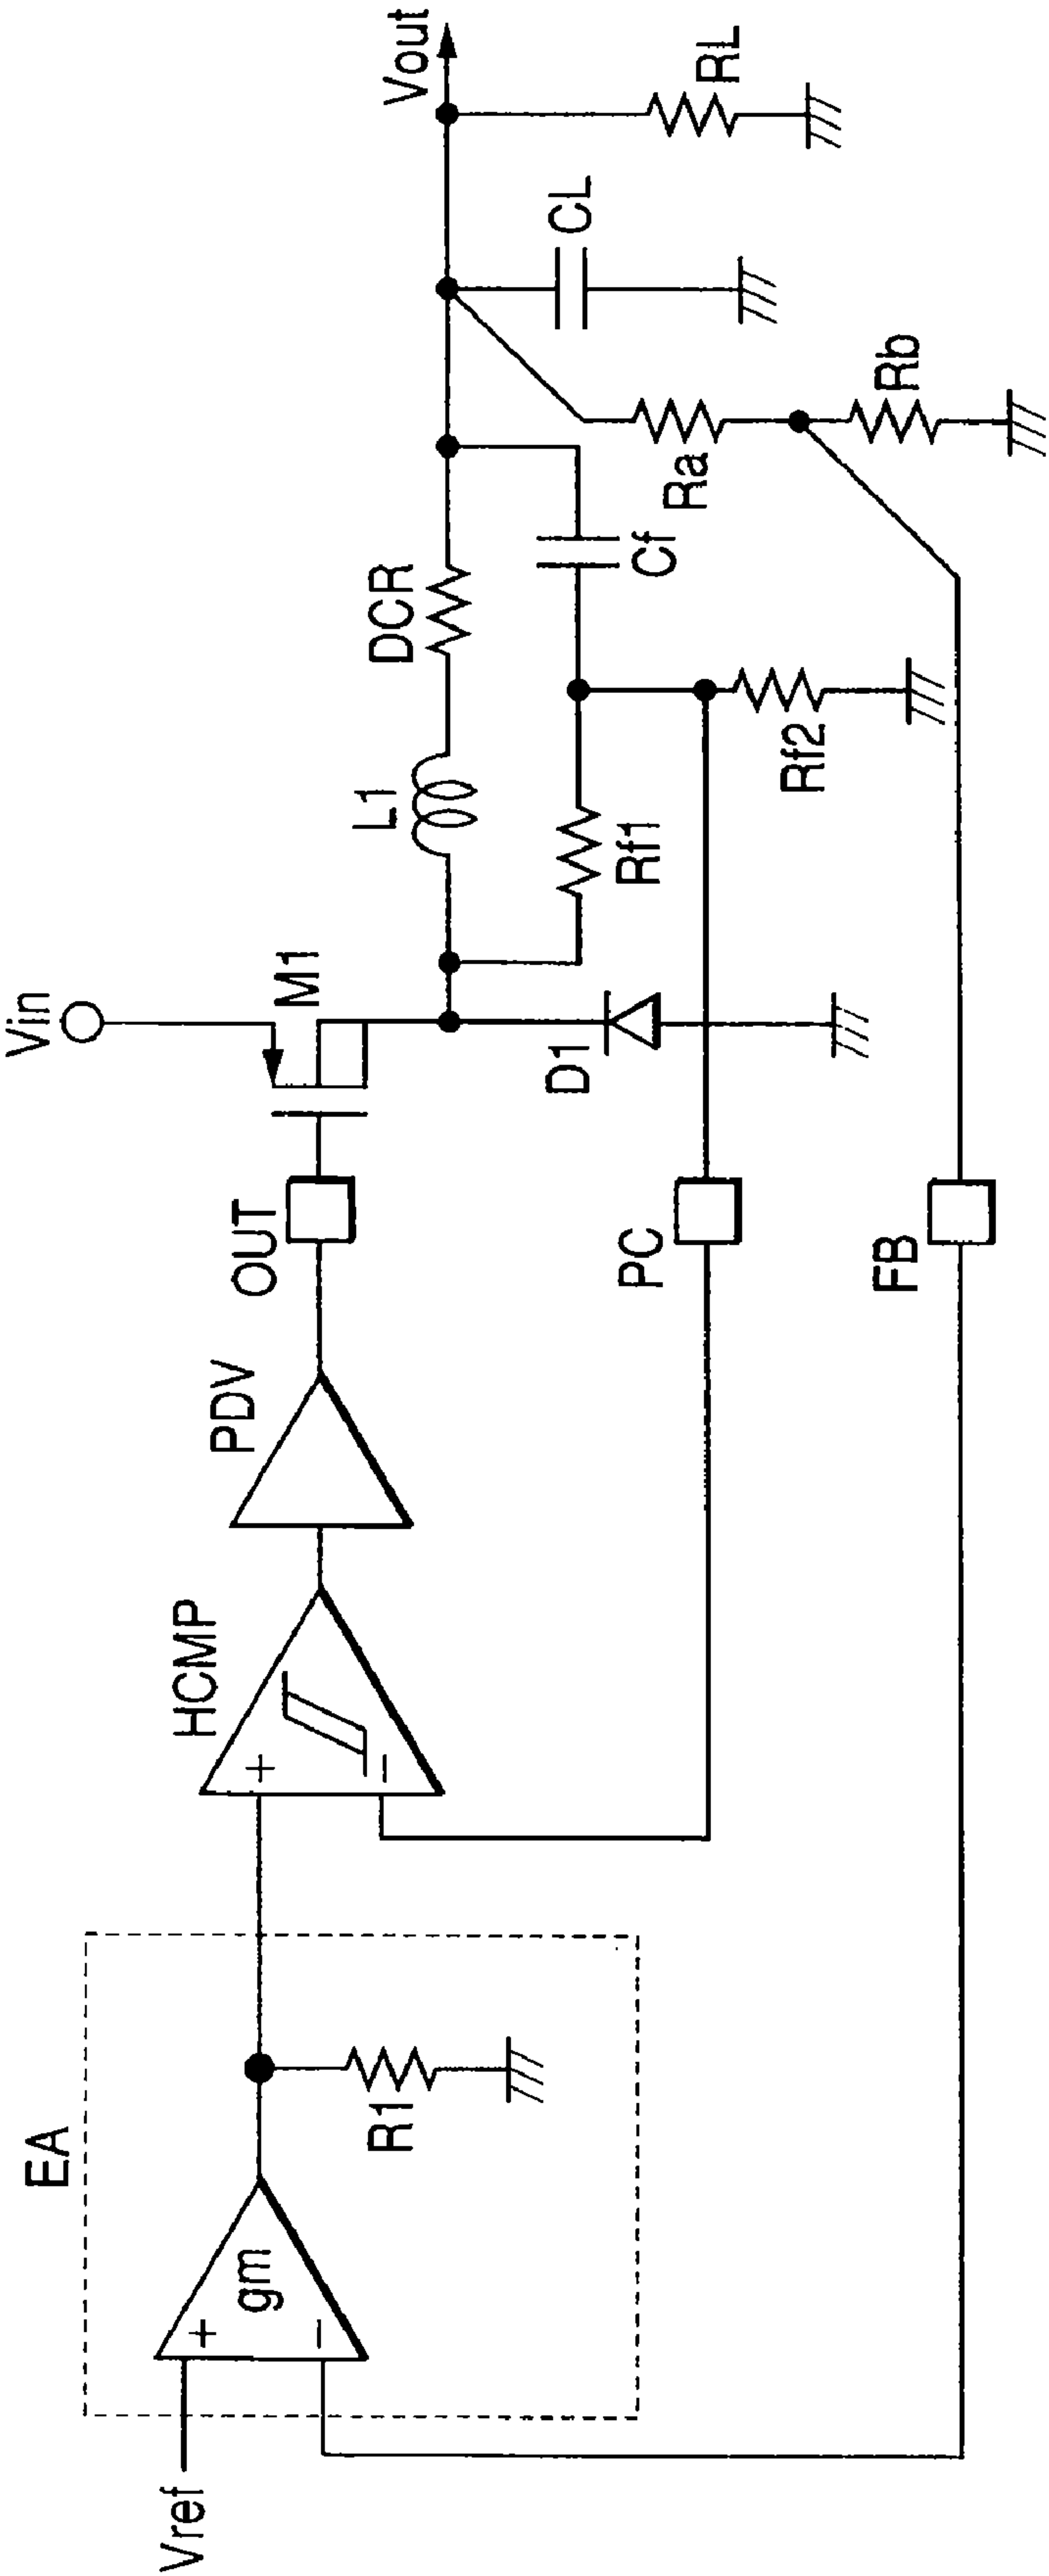 Vref
EA
gm
+
−
R1
HCMP
+
−
PDV
OUT
Vin
M1
D1
PC
FB
L1
DCR
Rf1
Cf
Rf2
Ra
Rb
CL
Vout
RL